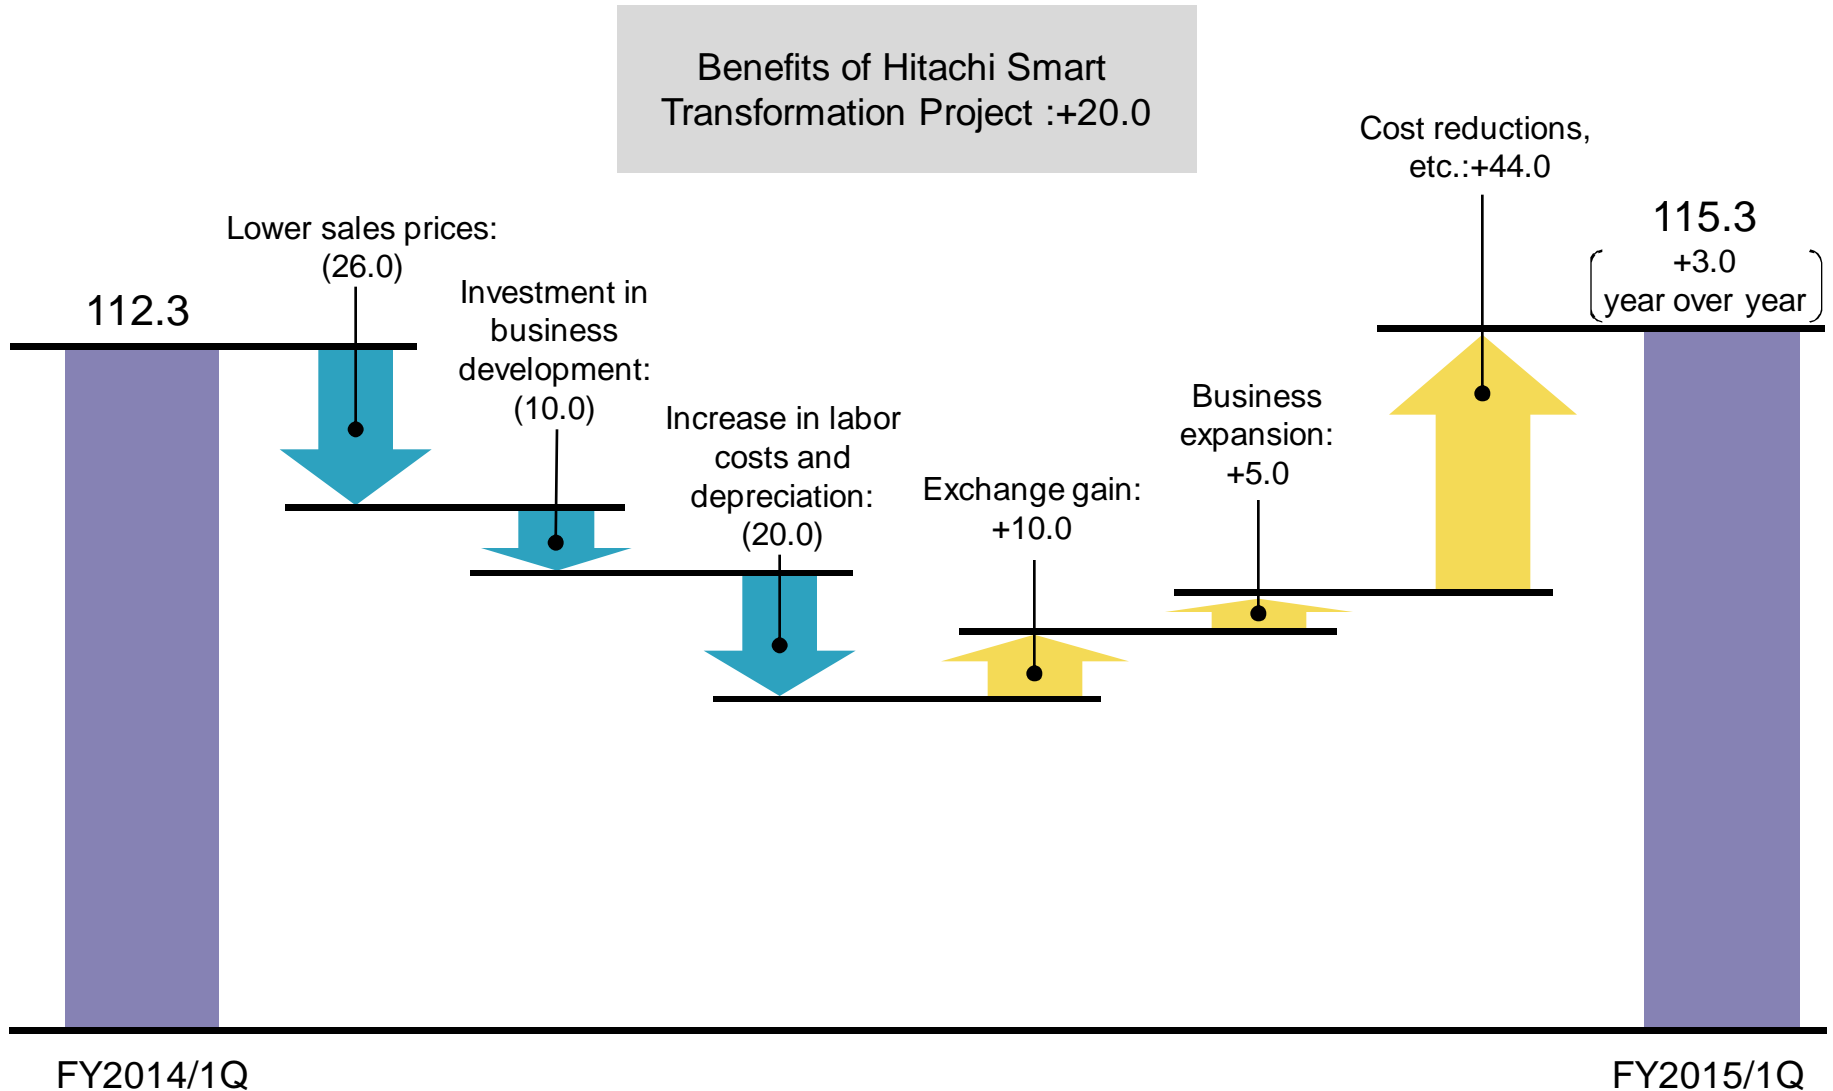 Benefits of Hitachi Smart
Transformation Project :+20.0
Cost reductions,
etc.:+44.0
115.3
+3.0
year over year
Lower sales prices:
(26.0)
112.3
Investment in
business
development:
(10.0)
Increase in labor
costs and
depreciation:
(20.0)
Exchange gain:
+10.0
Business
expansion:
+5.0
FY2014/1Q
FY2015/1Q